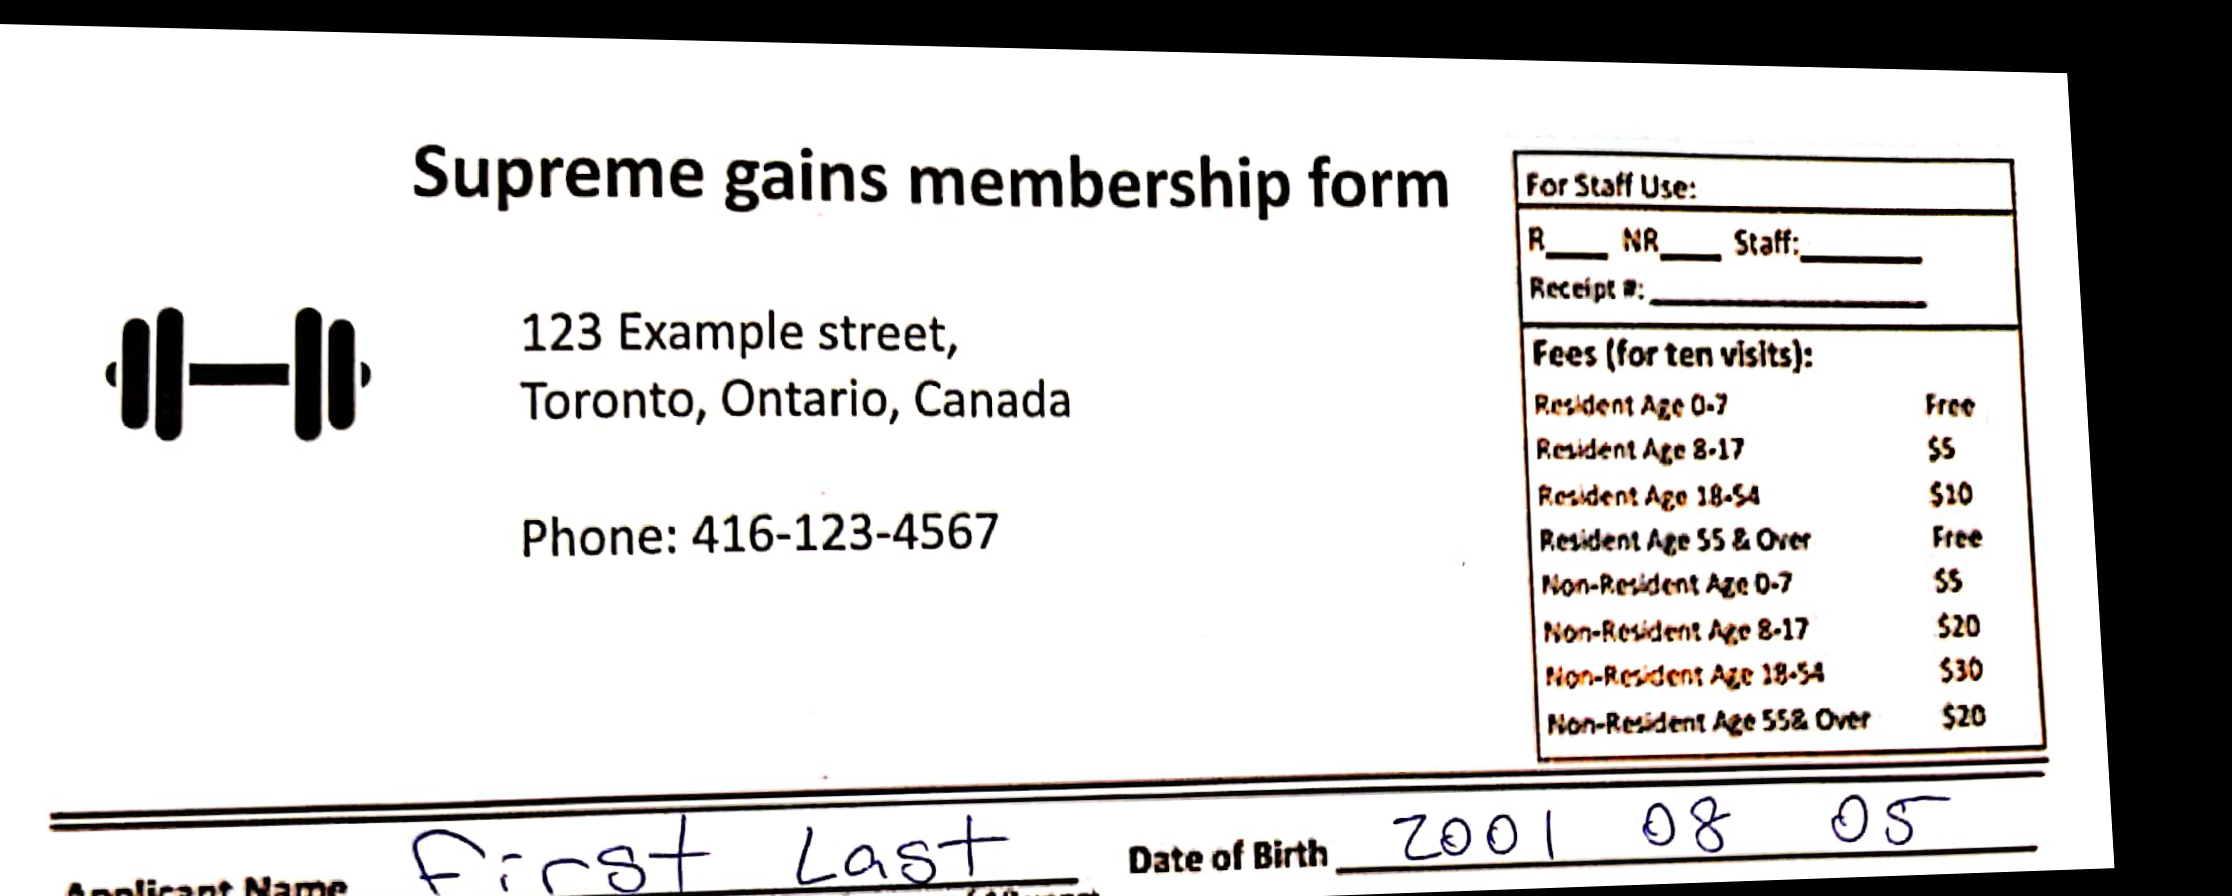 Supreme gains membership form
123 Example street,
Toronto, Ontario, Canada
Phone: 416-123-4567
For Staff Use:
R____ NR____ Staff:________
Receipt #:__________________
Fees (for ten visits):
Resident Age 0-7 Free
Resident Age 8-17 $5
Resident Age 18-54 $10
Resident Age 55 & Over Free
Non-Resident Age 0-7 $5
Non-Resident Age 8-17 $20
Non-Resident Age 18-54 $30
Non-Resident Age 55& Over $20
Applicant Name First Last Date of Birth 2001 08 05